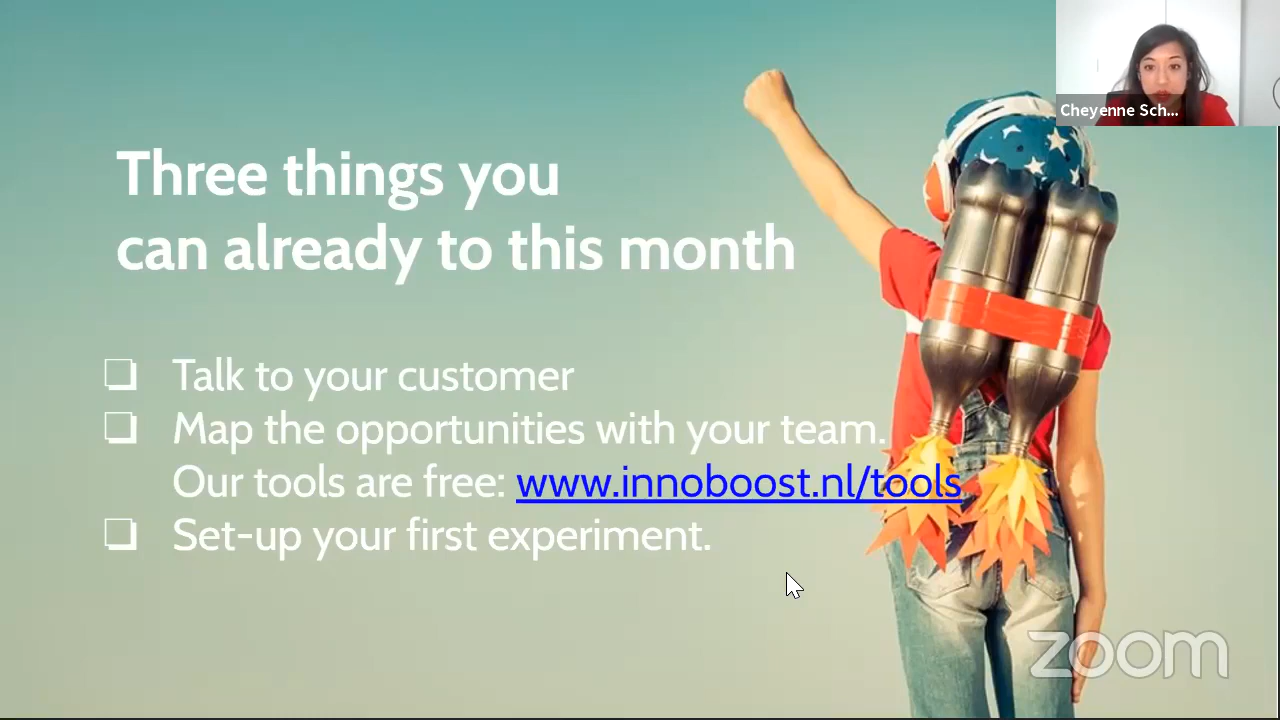 Cheyenne Sch...
Three things you
can already to this month
❏ Talk to your customer
❏ Map the opportunities with your team.
Our tools are free: www.innoboost.nl/tools
❏ Set-up your first experiment.
zoom